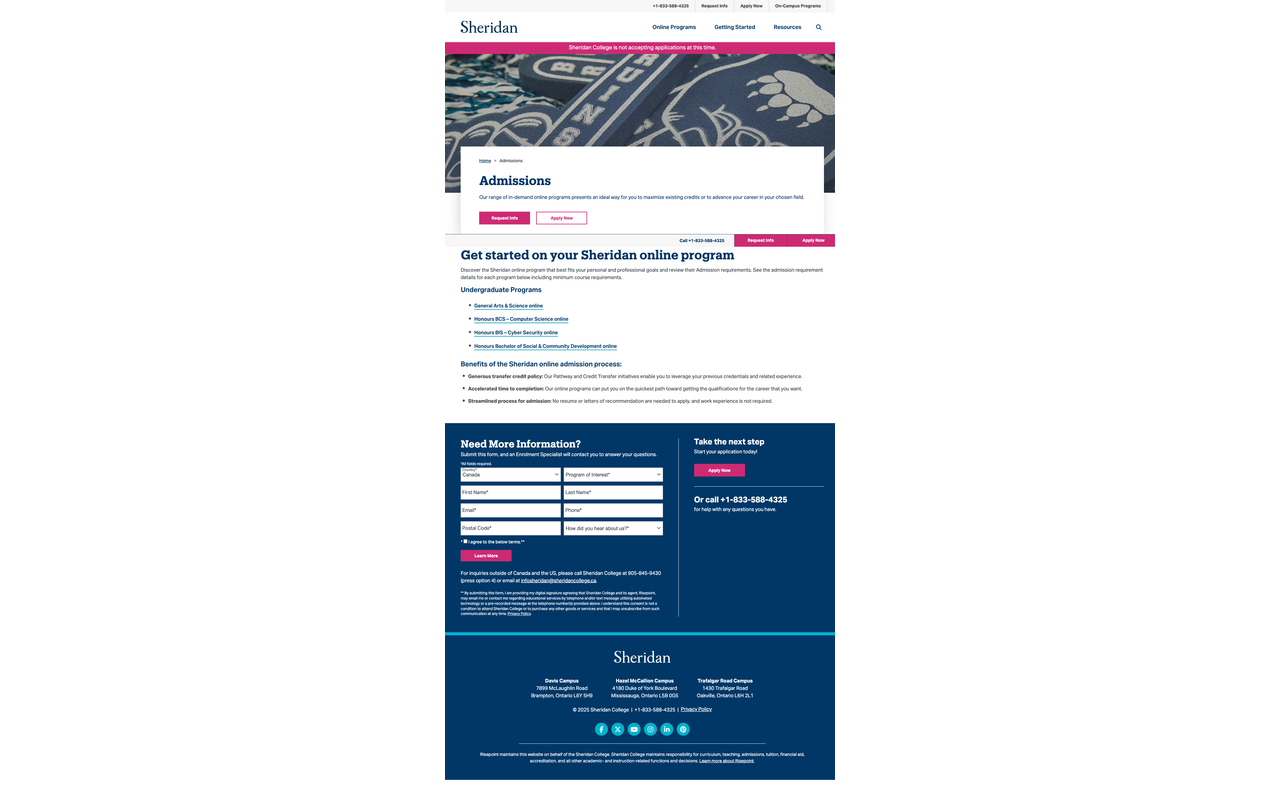 +1-833-588-4325 Request Info Apply Now On-Campus Programs
Sheridan Online Programs Getting Started Resources
Sheridan College is not accepting applications at this time.
BRUI
Home > Admissions
Admissions
Our range of in-demand online programs presents an ideal way for you to maximize existing credits or to advance your career in your chosen field.
Request Info Apply Now
Call +1-833-588-4325 Request Info Apply Now
Get started on your Sheridan online program
Discover the Sheridan online program that best fits your personal and professional goals and review their Admission requirements. See the admission requirement
details for each program below including minimum course requirements.
Undergraduate Programs
• General Arts & Science online
• Honours BCS – Computer Science online
• Honours BIS – Cyber Security online
• Honours Bachelor of Social & Community Development online
Benefits of the Sheridan online admission process:
• Generous transfer credit policy: Our Pathway and Credit Transfer initiatives enable you to leverage your previous credentials and related experience.
• Accelerated time to completion: Our online programs can put you on the quickest path toward getting the qualifications for the career that you want.
• Streamlined process for admission: No resume or letters of recommendation are needed to apply, and work experience is not required.
Need More Information?
Submit this form, and an Enrolment Specialist will contact you to answer your questions.
*All fields required.
Country*
Canada Program of Interest*
First Name* Last Name*
Email* Phone*
Postal Code* How did you hear about us?*
* I agree to the below terms.**
Learn More
For inquiries outside of Canada and the US, please call Sheridan College at 905-845-9430
(press option 4) or email at infosheridan@sheridancollege.ca.
** By submitting this form, I am providing my digital signature agreeing that Sheridan College and its agent, Risepoint,
may email me or contact me regarding educational services by telephone and/or text message utilizing automated
technology or a pre-recorded message at the telephone number(s) provided above. I understand this consent is not a
condition to attend Sheridan College or to purchase any other goods or services and that I may unsubscribe from such
communication at any time. Privacy Policy.
Take the next step
Start your application today!
Apply Now
Or call +1-833-588-4325
for help with any questions you have.
Sheridan
Davis Campus
7899 McLaughlin Road
Brampton, Ontario L6Y 5H9
Hazel McCallion Campus
4180 Duke of York Boulevard
Mississauga, Ontario L5B 0G5
Trafalgar Road Campus
1430 Trafalgar Road
Oakville, Ontario L6H 2L1
© 2025 Sheridan College | +1-833-588-4325 | Privacy Policy
Risepoint maintains this website on behalf of the Sheridan College. Sheridan College maintains responsibility for curriculum, teaching, admissions, tuition, financial aid,
accreditation, and all other academic- and instruction-related functions and decisions. Learn more about Risepoint.